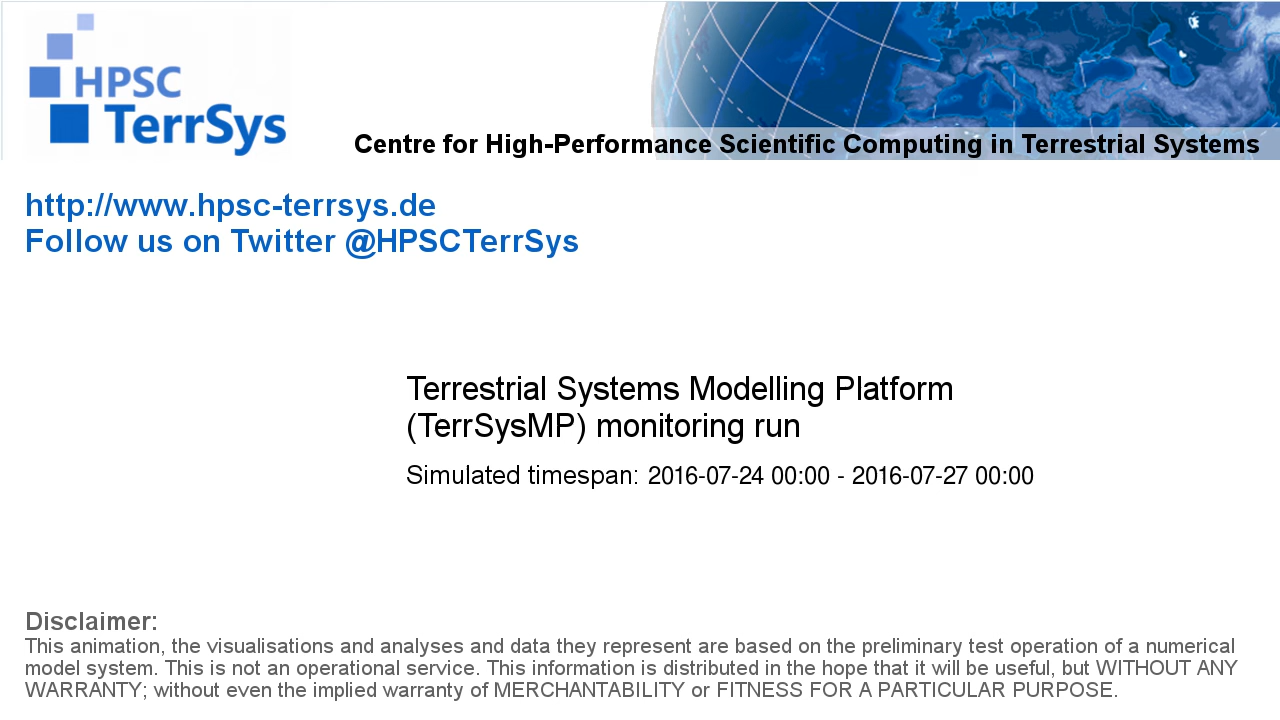 HPSC
TerrSys
Centre for High-Performance Scientific Computing in Terrestrial Systems
http://www.hpsc-terrsys.de
Follow us on Twitter @HPSCTerrSys
Terrestrial Systems Modelling Platform
(TerrSysMP) monitoring run
Simulated timespan: 2016-07-24 00:00 - 2016-07-27 00:00
Disclaimer:
This animation, the visualisations and analyses and data they represent are based on the preliminary test operation of a numerical
model system. This is not an operational service. This information is distributed in the hope that it will be useful, but WITHOUT ANY
WARRANTY; without even the implied warranty of MERCHANTABILITY or FITNESS FOR A PARTICULAR PURPOSE.